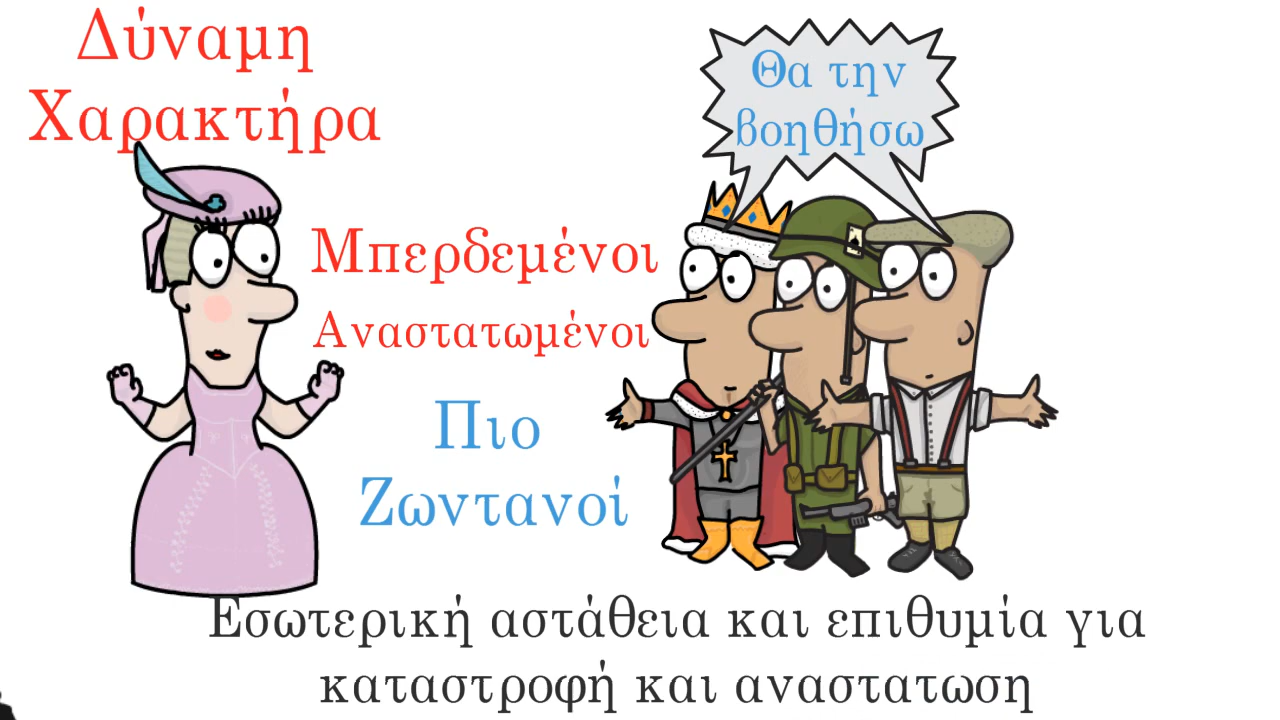 Δύναμη
Χαρακτήρα
Θα την
βοηθήσω
Μπερδεμένοι
Αναστατωμένοι
Πιο
Ζωντανοί
Εσωτερική αστάθεια και επιθυμία για
καταστροφή και αναστατωση